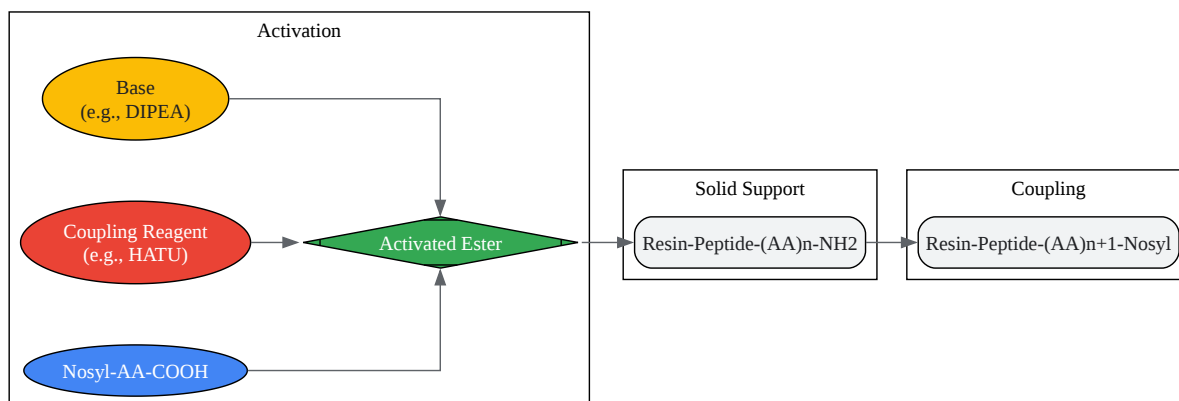 Activation
Base
(e.g., DIPEA)
Coupling Reagent
(e.g., HATU)
Nosyl-AA-COOH
Activated Ester
Solid Support
Resin-Peptide-(AA)n-NH2
Coupling
Resin-Peptide-(AA)n+1-Nosyl